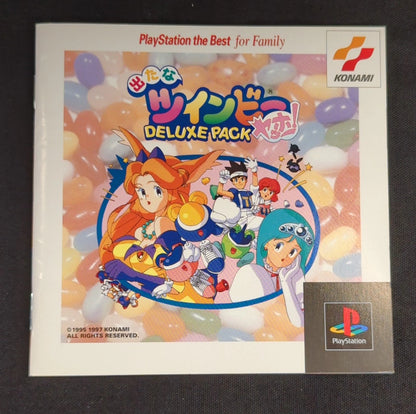 PlayStation the Best for Family
KONAMI
出たな
ツインビー®
ヤッホー!
DELUXE PACK
©1995 1997 KONAMI
ALL RIGHTS RESERVED.
PlayStation